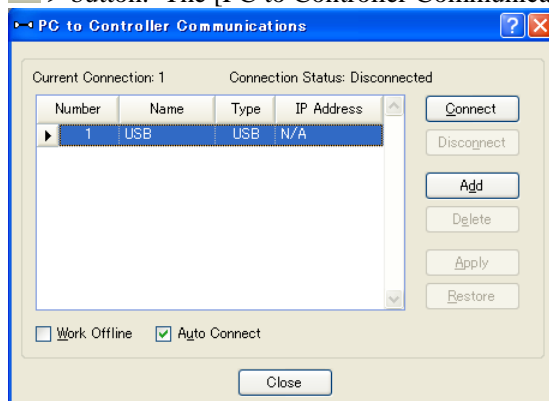 button. The [PC to Controller Communica
PC to Controller Communications
Current Connection: 1 Connection Status: Disconnected
Number Name Type IP Address
1 USB USB N/A
Connect
Disconnect
Add
Delete
Apply
Restore
Work Offline Auto Connect
Close